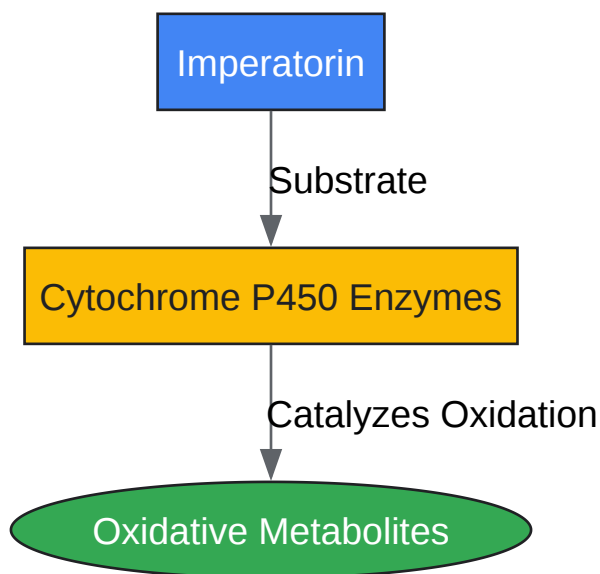 Imperatorin
Substrate
Cytochrome P450 Enzymes
Catalyzes Oxidation
Oxidative Metabolites